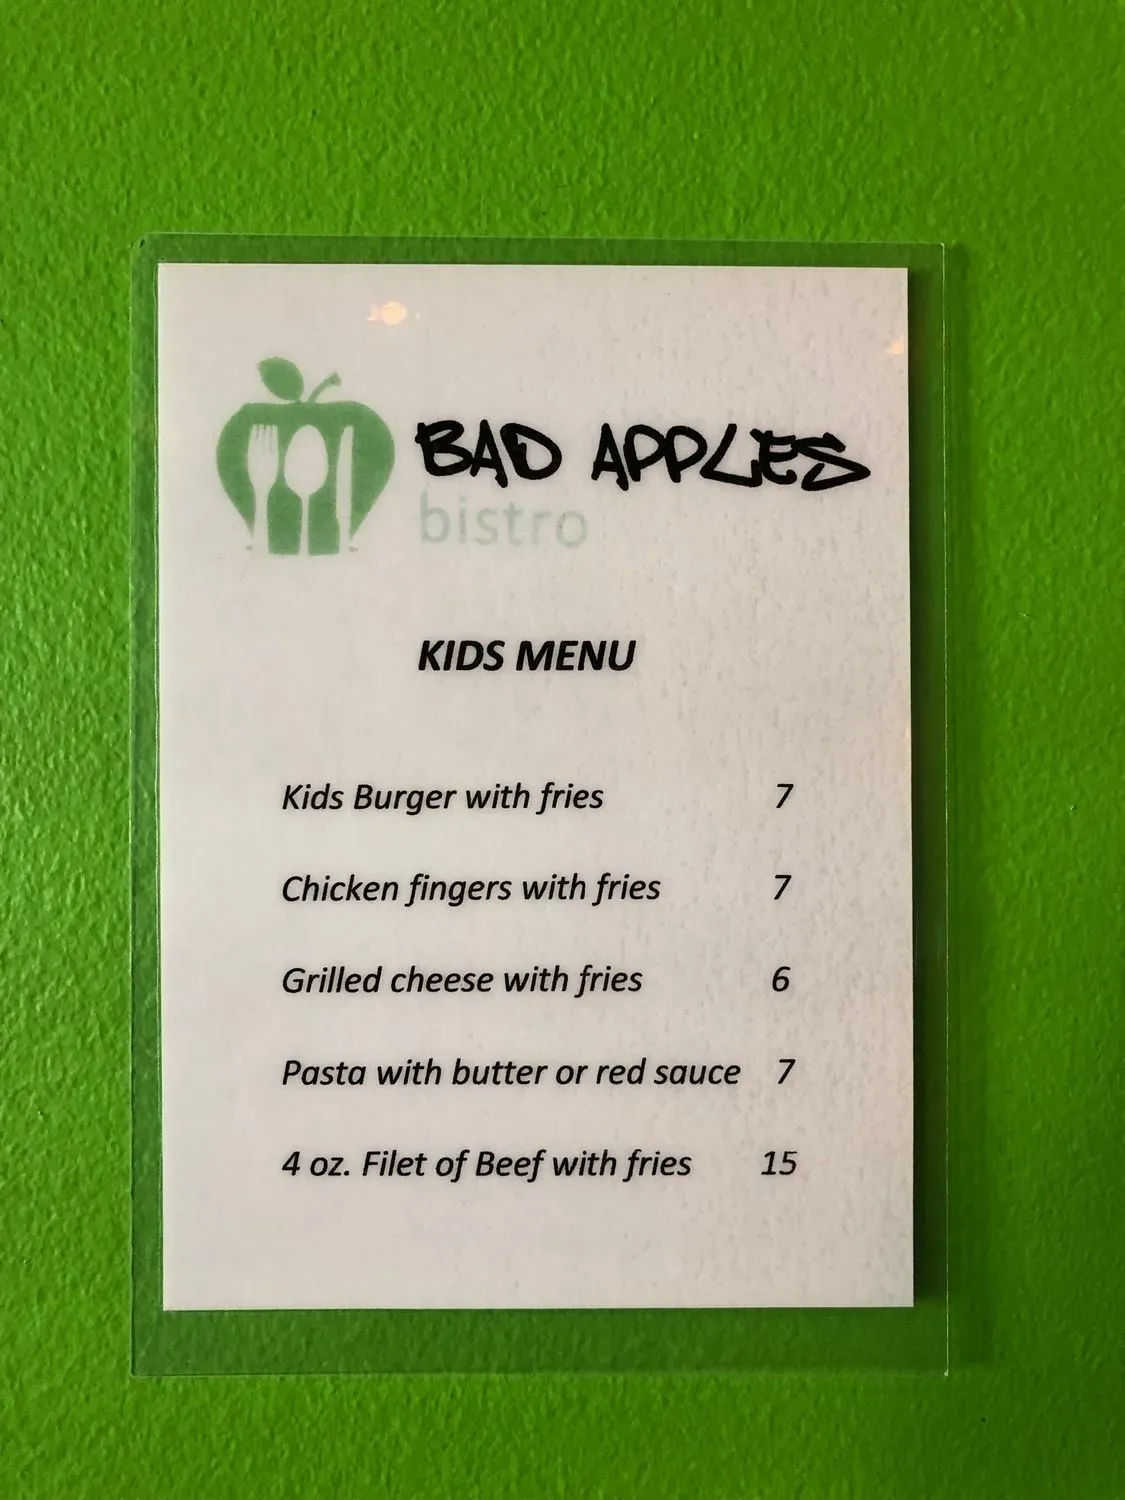 BAD APPLES
bistro
KIDS MENU
Kids Burger with fries 7
Chicken fingers with fries 7
Grilled cheese with fries 6
Pasta with butter or red sauce 7
4 oz. Filet of Beef with fries 15